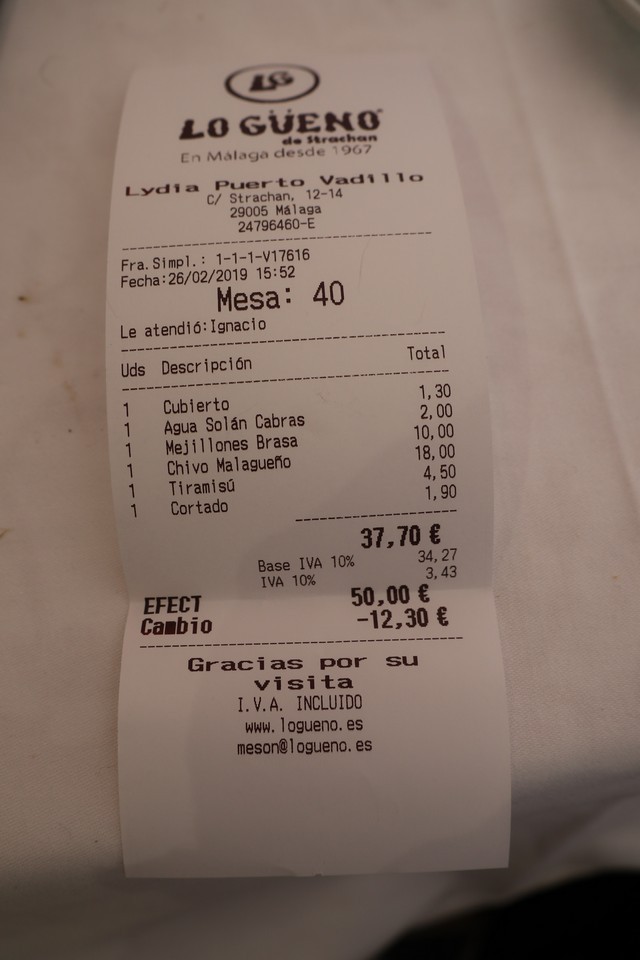 LG
LO GÜENO
de Strachan
En Málaga desde 1967
Lydia Puerto Vadillo
C/ Strachan, 12-14
29005 Málaga
24796460-E
Fra.Simpl.: 1-1-1-V17616
Fecha:26/02/2019 15:52
Mesa: 40
Le atendió:Ignacio
Uds Descripción Total
1 Cubierto 1,30
1 Agua Solán Cabras 2,00
1 Mejillones Brasa 10,00
1 Chivo Malagueño 18,00
1 Tiramisú 4,50
1 Cortado 1,90
37,70 €
Base IVA 10% 34,27
IVA 10% 3,43
EFECT 50,00 €
Cambio -12,30 €
Gracias por su
visita
I.V.A. INCLUIDO
www.logueno.es
meson@logueno.es